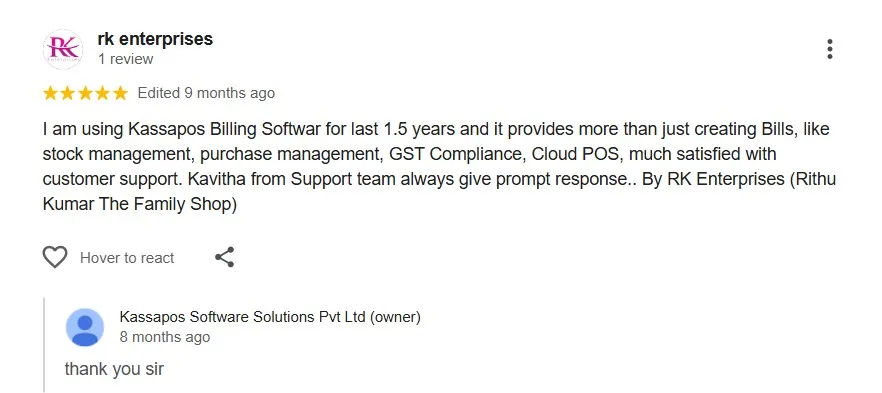 RK
rk enterprises
1 review
Edited 9 months ago
I am using Kassapos Billing Softwar for last 1.5 years and it provides more than just creating Bills, like
stock management, purchase management, GST Compliance, Cloud POS, much satisfied with
customer support. Kavitha from Support team always give prompt response.. By RK Enterprises (Rithu
Kumar The Family Shop)
Hover to react
Kassapos Software Solutions Pvt Ltd (owner)
8 months ago
thank you sir